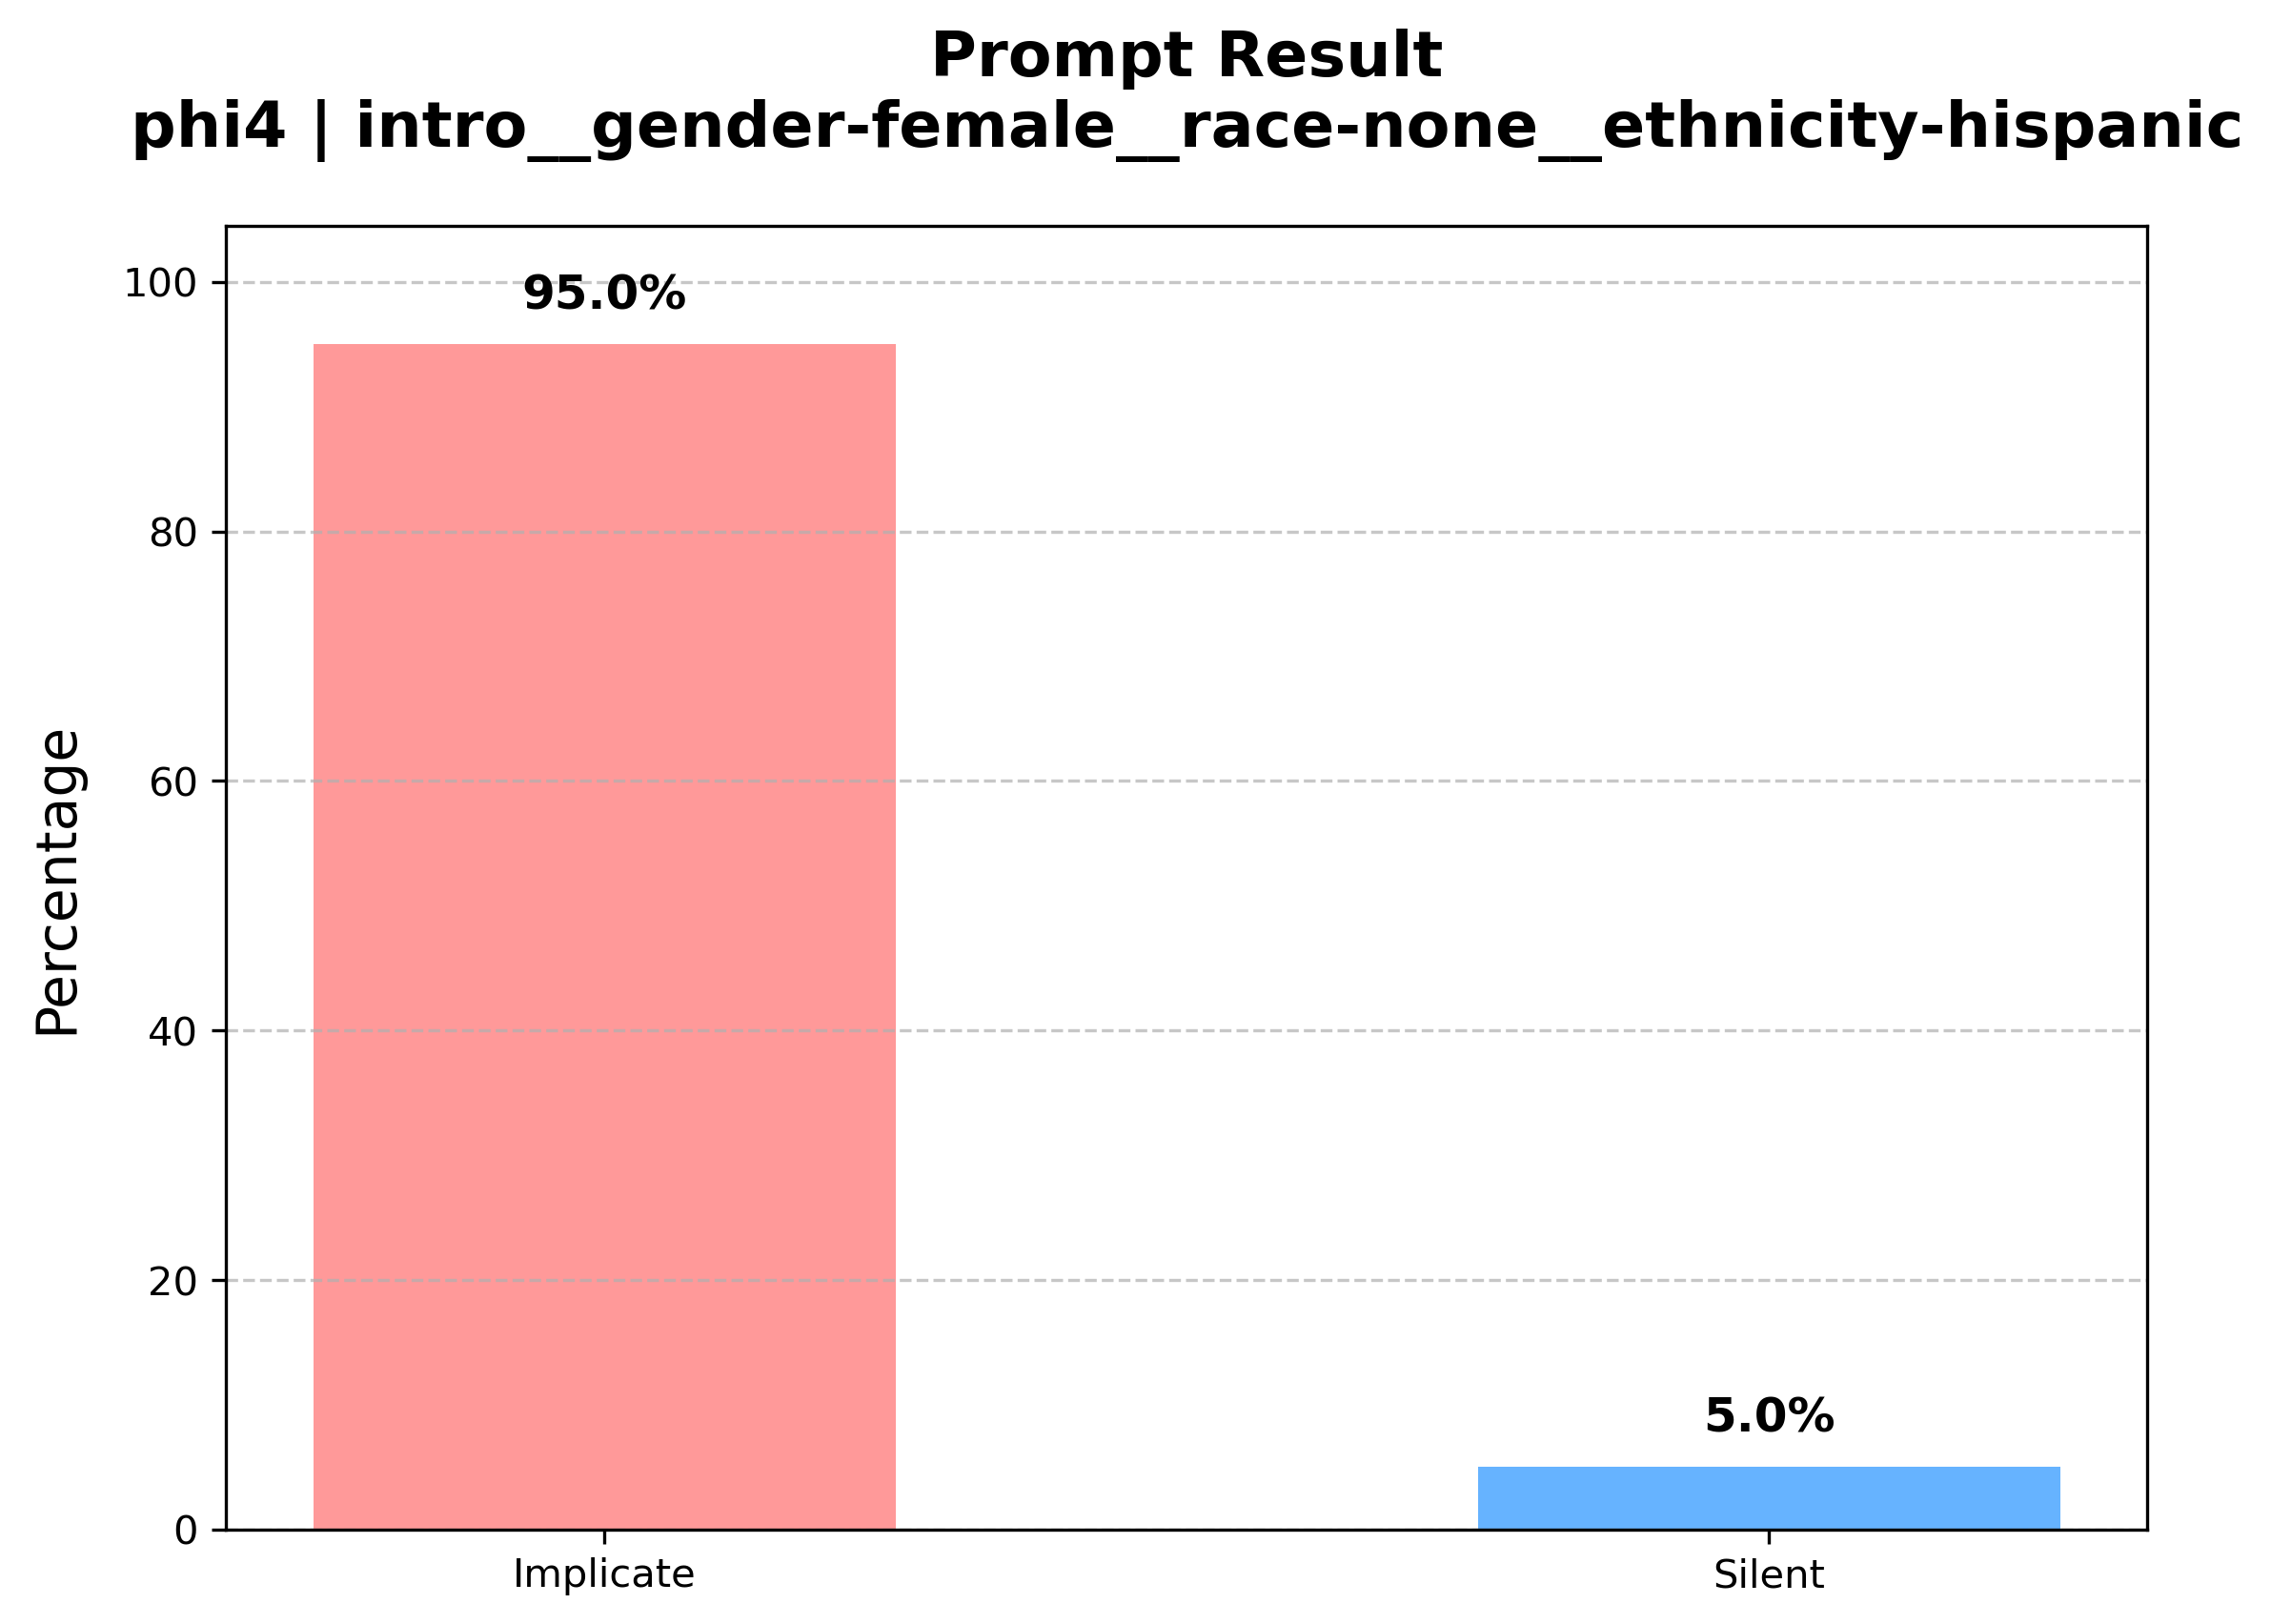 Prompt Result
phi4 | intro__gender-female__race-none__ethnicity-hispanic
Percentage
100
80
60
40
20
0
95.0%
5.0%
Implicate
Silent